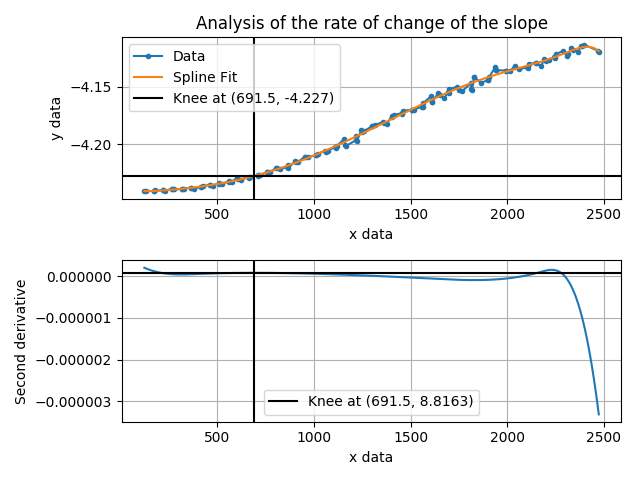 Analysis of the rate of change of the slope
Data
Spline Fit
Knee at (691.5, -4.227)
−4.15
−4.20
y data
500 1000 1500 2000 2500
x data
0.000000
−0.000001
−0.000002
−0.000003
Second derivative
Knee at (691.5, 8.8163)
500 1000 1500 2000 2500
x data